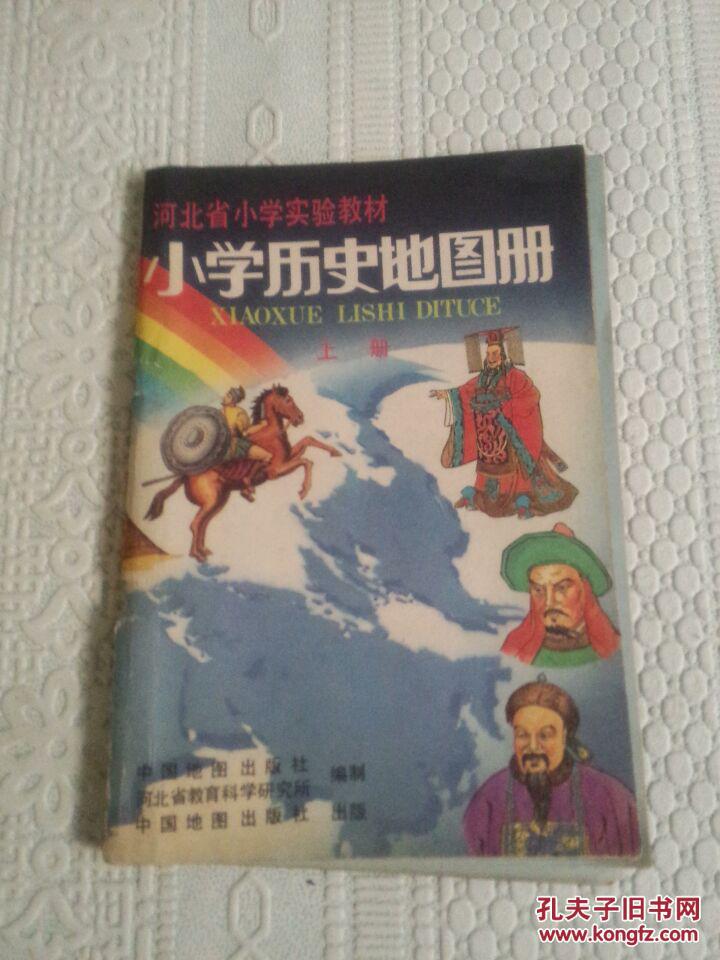 河北省小学实验教材
小学历史地图册
XIAOXUE LISHI DITUCE
上 册
中国地图出版社
河北省教育科学研究所
编制
中国地图出版社 出版
孔夫子旧书网
www.kongfz.com